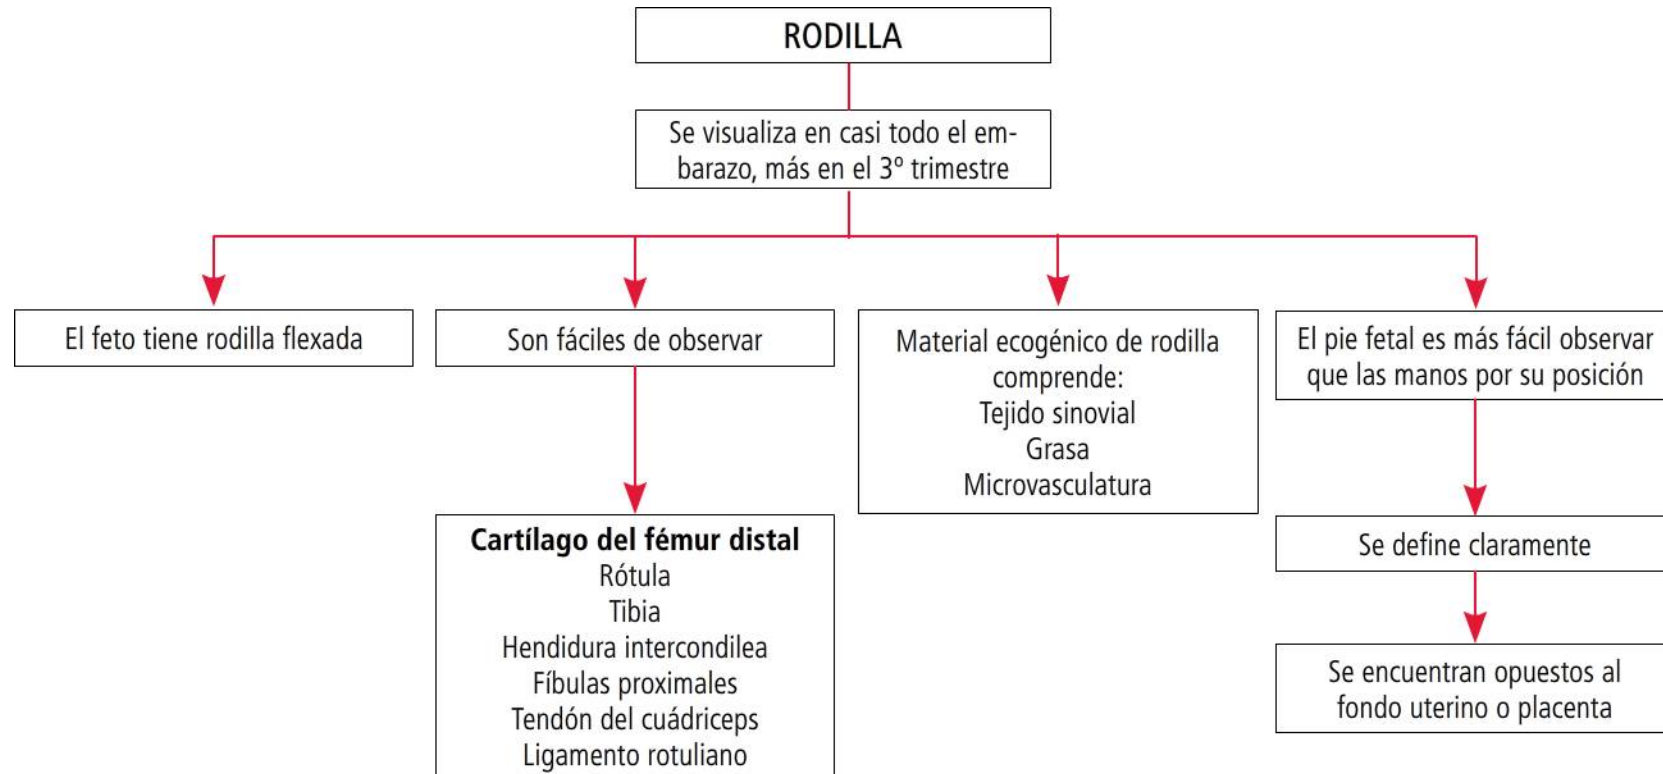 RODILLA
Se visualiza en casi todo el em-
barazo, más en el 3º trimestre
El feto tiene rodilla flexada
Son fáciles de observar
Cartílago del fémur distal
Rótula
Tibia
Hendidura intercondilea
Fíbulas proximales
Tendón del cuádriceps
Ligamento rotuliano
Material ecogénico de rodilla
comprende:
Tejido sinovial
Grasa
Microvasculatura
El pie fetal es más fácil observar
que las manos por su posición
Se define claramente
Se encuentran opuestos al
fondo uterino o placenta